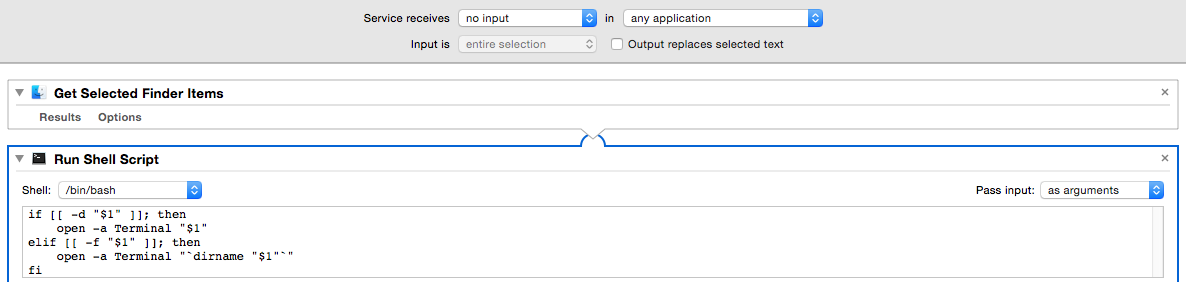 Service receives no input in any application
Input is entire selection Output replaces selected text
Get Selected Finder Items
Results Options
Run Shell Script
Shell: /bin/bash Pass input: as arguments
if [[ -d "$1" ]]; then
    open -a Terminal "$1"
elif [[ -f "$1" ]]; then
    open -a Terminal "`dirname "$1"`"
fi